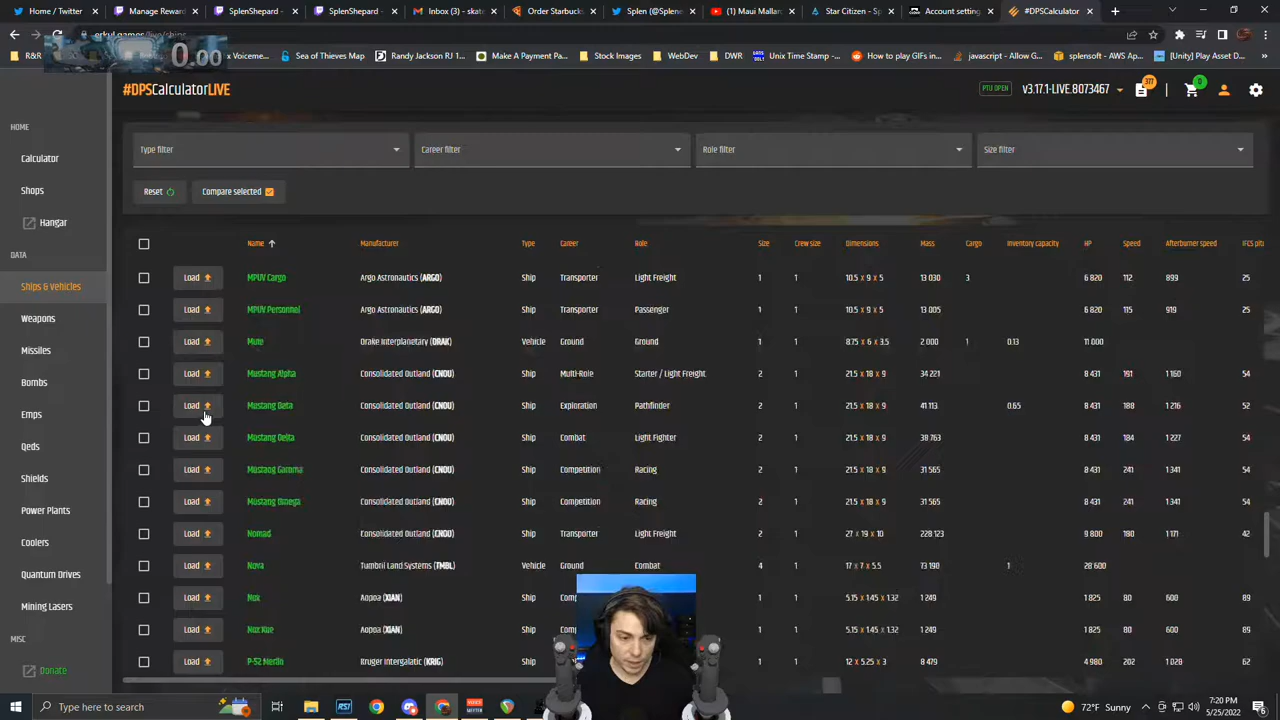 Home / Twitter
Manage Reward
SplenShepard -
SplenShepard -
Inbox (3) - skate
Order Starbucks
Splen (@Splene
(1) Maui Mallar
Star Citizen – Sp
Account setting
#DPSCalculator
erkul.games/live/ships
R&R
0.00
Xbox Voicemeet
Sea of Thieves Map
Randy Jackson RJ 1...
Make A Payment Pa...
Stock Images
WebDev
DWR
Unix Time Stamp -...
How to play GIFs in...
javascript - Allow G...
splensoft - AWS Ap...
[Unity] Play Asset D...
#DPSCalculatorLIVE
PTU OPEN
v3.17.1-LIVE.8073467
317
0
HOME
Calculator
Shops
Hangar
DATA
Ships & Vehicles
Weapons
Missiles
Bombs
Emps
Qeds
Shields
Power Plants
Coolers
Quantum Drives
Mining Lasers
MISC
Donate
Type filter
Career filter
Role filter
Size filter
Reset
Compare selected
Name Manufacturer Type Career Role Size Crew size Dimensions Mass Cargo Inventory capacity HP Speed Afterburner speed IFCS pit
Load MPUV Cargo Argo Astronautics (ARGO) Ship Transporter Light Freight 1 1 10.5 x 9 x 5 13 030 3 6 820 112 899 25
Load MPUV Personnel Argo Astronautics (ARGO) Ship Transporter Passenger 1 1 10.5 x 9 x 5 13 005 6 820 115 919 25
Load Mule Drake Interplanetary (DRAK) Vehicle Ground Ground 1 1 8.75 x 6 x 3.5 2 000 1 0.13 11 000
Load Mustang Alpha Consolidated Outland (CNOU) Ship Multi-Role Starter / Light Freight 2 1 21.5 x 18 x 9 34 221 8 431 191 1 160 54
Load Mustang Beta Consolidated Outland (CNOU) Ship Exploration Pathfinder 2 1 21.5 x 18 x 9 41 113 0.65 8 431 188 1 216 52
Load Mustang Delta Consolidated Outland (CNOU) Ship Combat Light Fighter 2 1 21.5 x 18 x 9 38 763 8 431 184 1 227 54
Load Mustang Gamma Consolidated Outland (CNOU) Ship Competition Racing 2 1 21.5 x 18 x 9 31 565 8 431 241 1 341 54
Load Mustang Omega Consolidated Outland (CNOU) Ship Competition Racing 2 1 21.5 x 18 x 9 31 565 8 431 241 1 341 54
Load Nomad Consolidated Outland (CNOU) Ship Transporter Light Freight 2 1 27 x 19 x 10 228 123 9 800 128 1 171 42
Load Nova Tumbril Land Systems (TMBL) Vehicle Ground Combat 4 1 17 x 7 x 5.5 73 198 1 28 600
Load Nox Aopoa (XIAN) Ship 1 1 5.15 x 1.45 x 1.32 1 249 1 825 80 600 89
Load Nox Kue Aopoa (XIAN) Ship 1 1 5.15 x 1.45 x 1.32 1 249 1 825 80 600 89
Load P-52 Merlin Kruger Intergalatic (KRIG) Ship 1 1 12 x 5.25 x 3 8 479 4 980 202 1 028 62
Type here to search
RSI
72°F Sunny
7:20 PM
5/25/2022